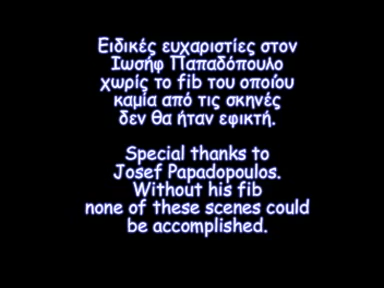 Ειδικές ευχαριστίες στον
Ιωσήφ Παπαδόπουλο
χωρίς το fib του οποίου
καμία από τις σκηνές
δεν θα ήταν εφικτή.
Special thanks to
Josef Papadopoulos.
Without his fib
none of these scenes could
be accomplished.